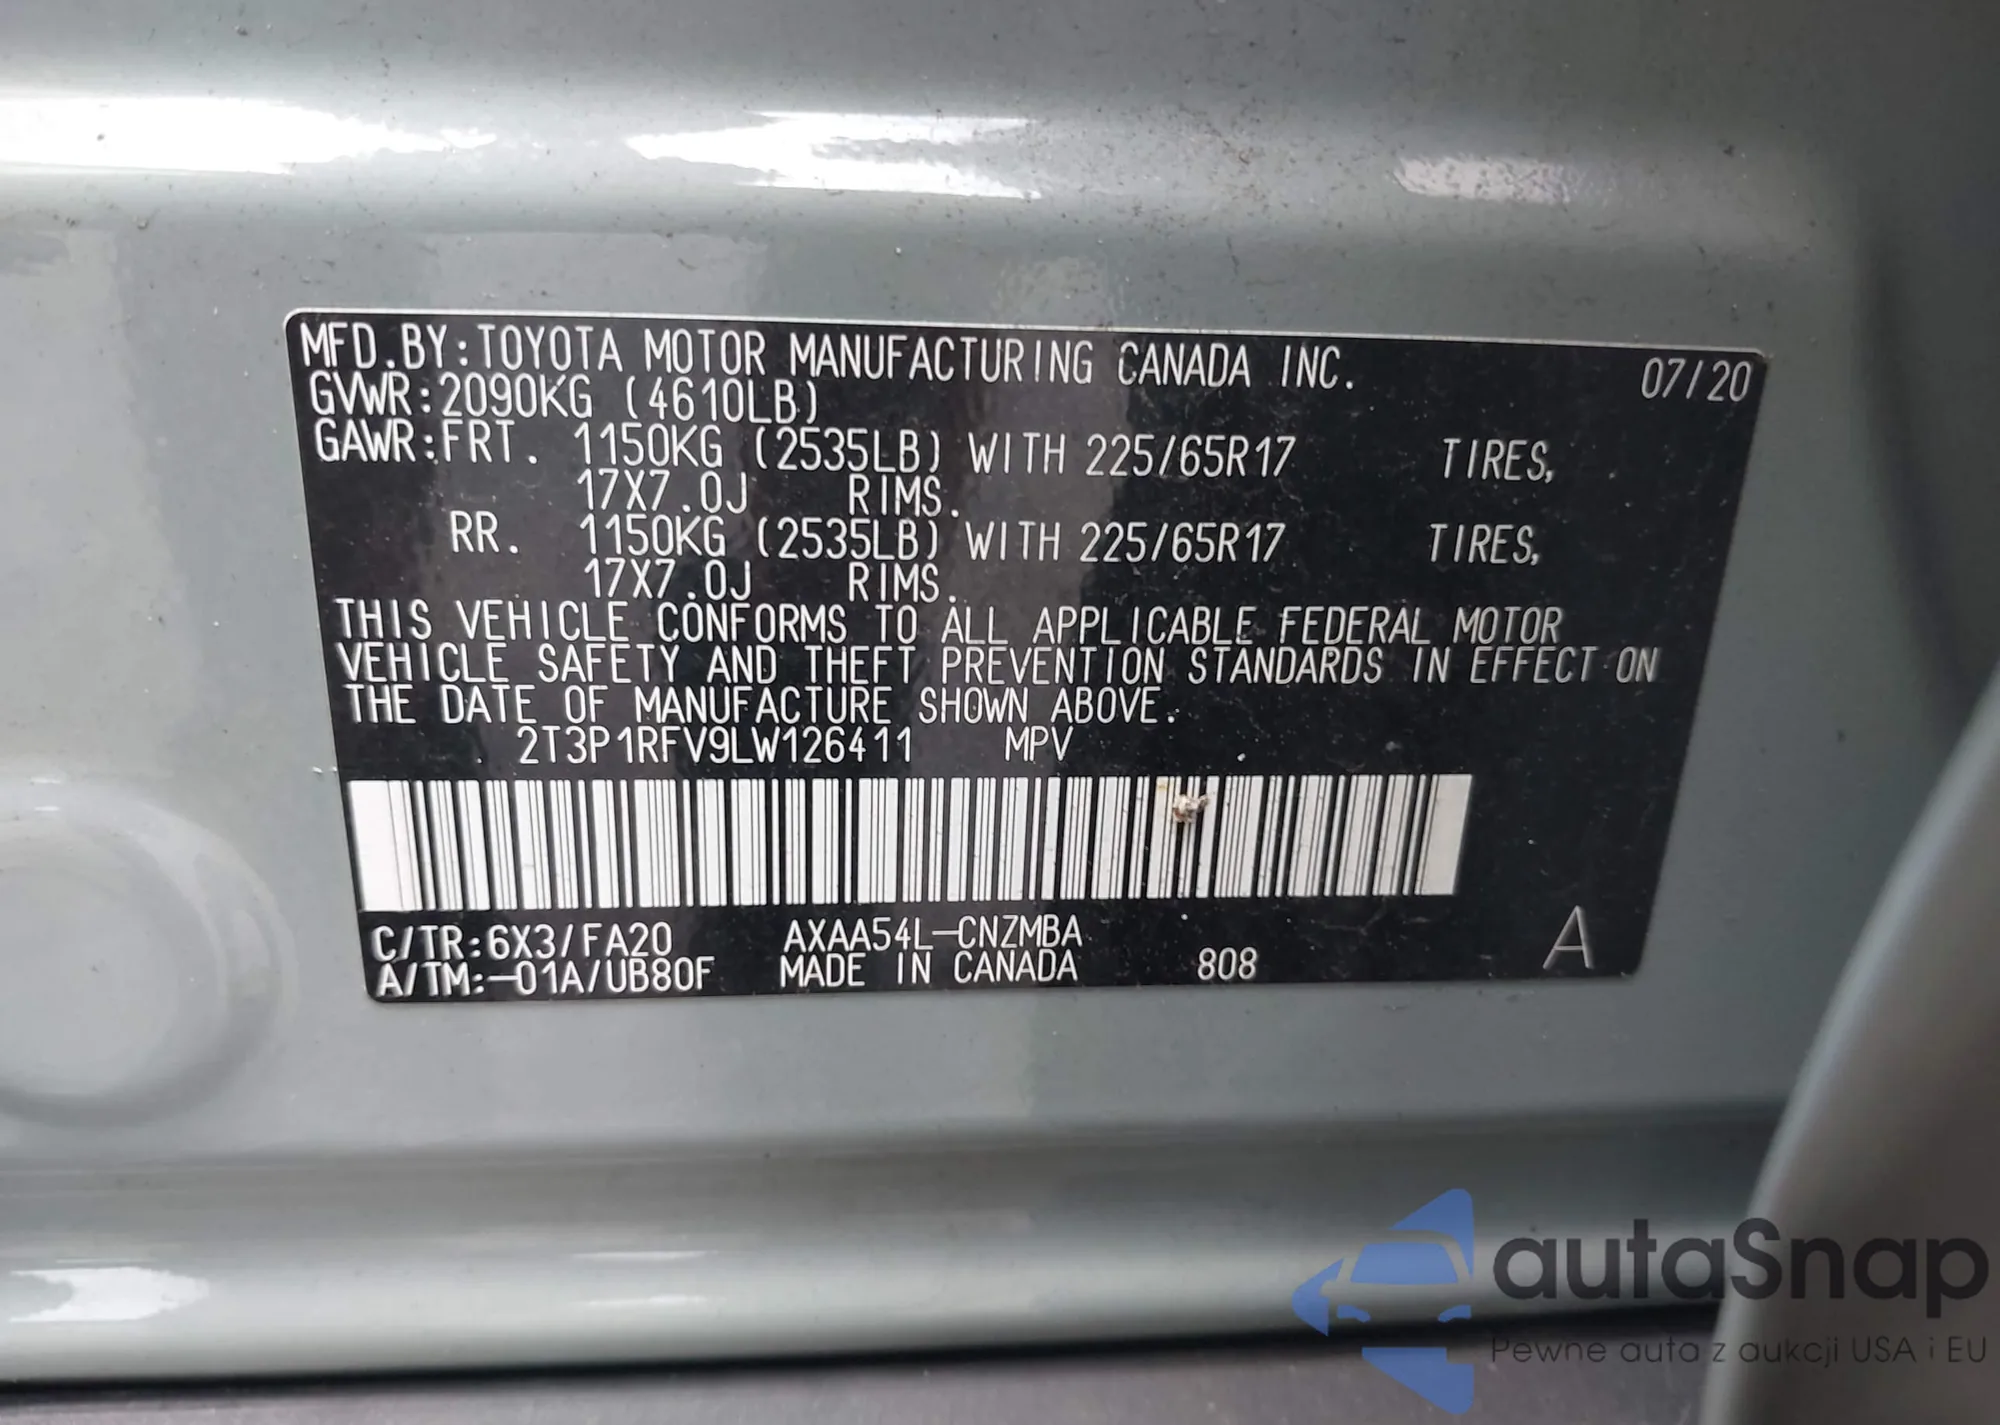 MFD.BY:TOYOTA MOTOR MANUFACTURING CANADA INC. 07/20
GVWR:2090KG (4610LB)
GAWR:FRT. 1150KG (2535LB) WITH 225/65R17 TIRES,
17X7.0J RIMS.
RR. 1150KG (2535LB) WITH 225/65R17 TIRES,
17X7.0J RIMS.
THIS VEHICLE CONFORMS TO ALL APPLICABLE FEDERAL MOTOR
VEHICLE SAFETY AND THEFT PREVENTION STANDARDS IN EFFECT ON
THE DATE OF MANUFACTURE SHOWN ABOVE.
2T3P1RFV9LW126411 MPV
C/TR:6X3/FA20 AXAA54L-CNZMBA
A/TM:-01A/UB80F MADE IN CANADA 808 A
autaSnap
Pewne auta z aukcji USA i EU